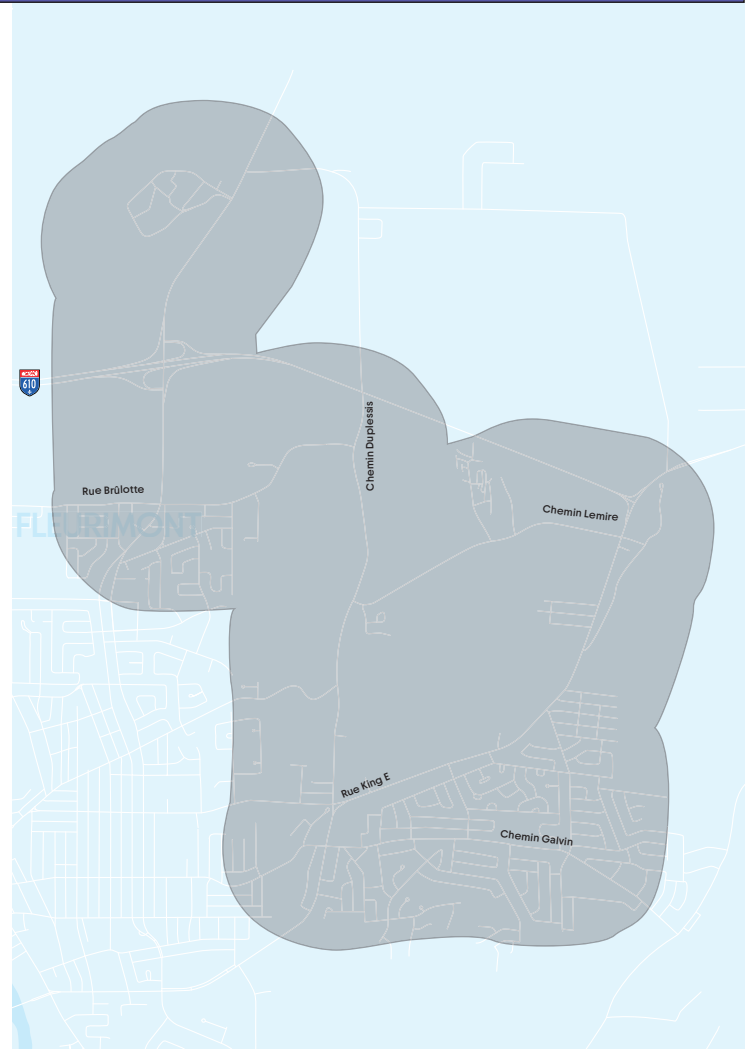 610
Chemin Duplessis
Rue Brûlotte
FLEURIMONT
Chemin Lemire
Rue King E
Chemin Galvin